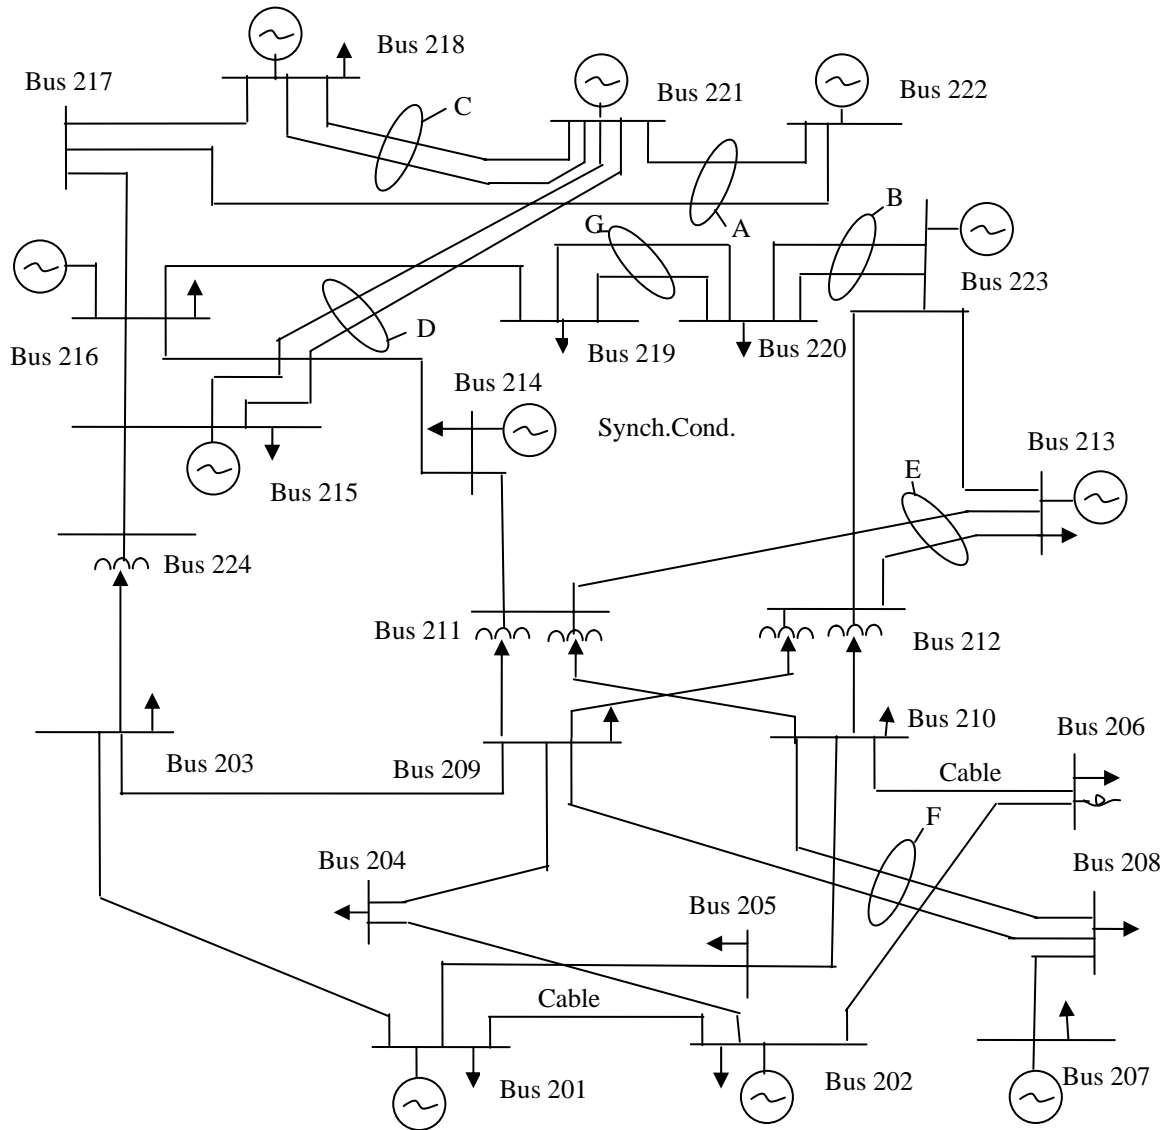 Bus 218
Bus 217
Bus 221
Bus 222
C
B
A
G
Bus 223
D
Bus 219
Bus 220
Bus 216
Bus 214
Synch.Cond.
Bus 213
E
Bus 215
Bus 224
Bus 211
Bus 212
Bus 210
Bus 206
Bus 203
Bus 209
Cable
F
Bus 204
Bus 208
Bus 205
Cable
Bus 201
Bus 202
Bus 207